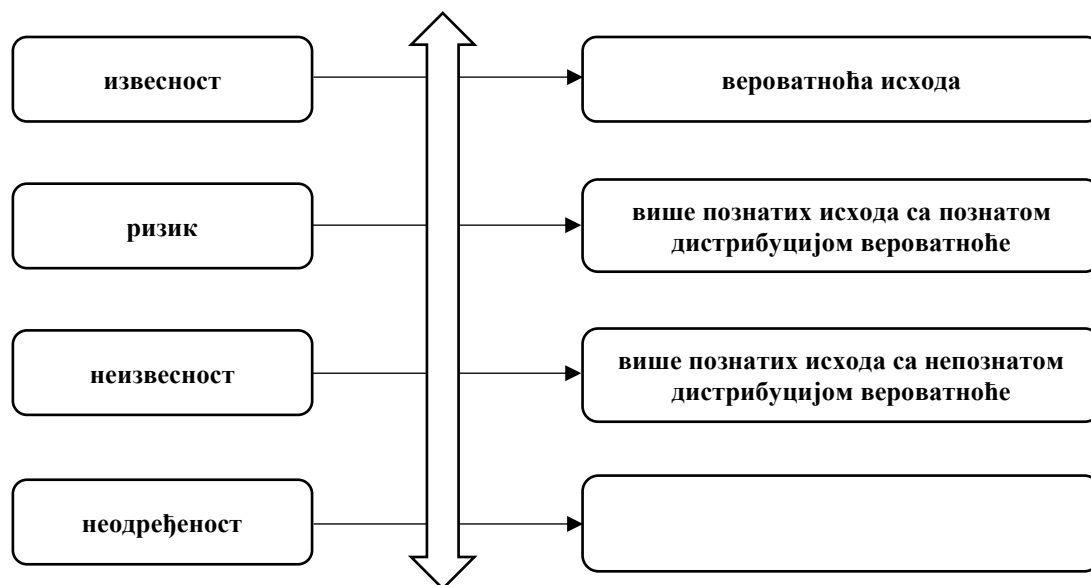 известност
вероватноћа исхода
ризик
више познатих исхода са познатом
дистрибуцијом вероватноће
неизвесност
више познатих исхода са непознатом
дистрибуцијом вероватноће
неодређеност